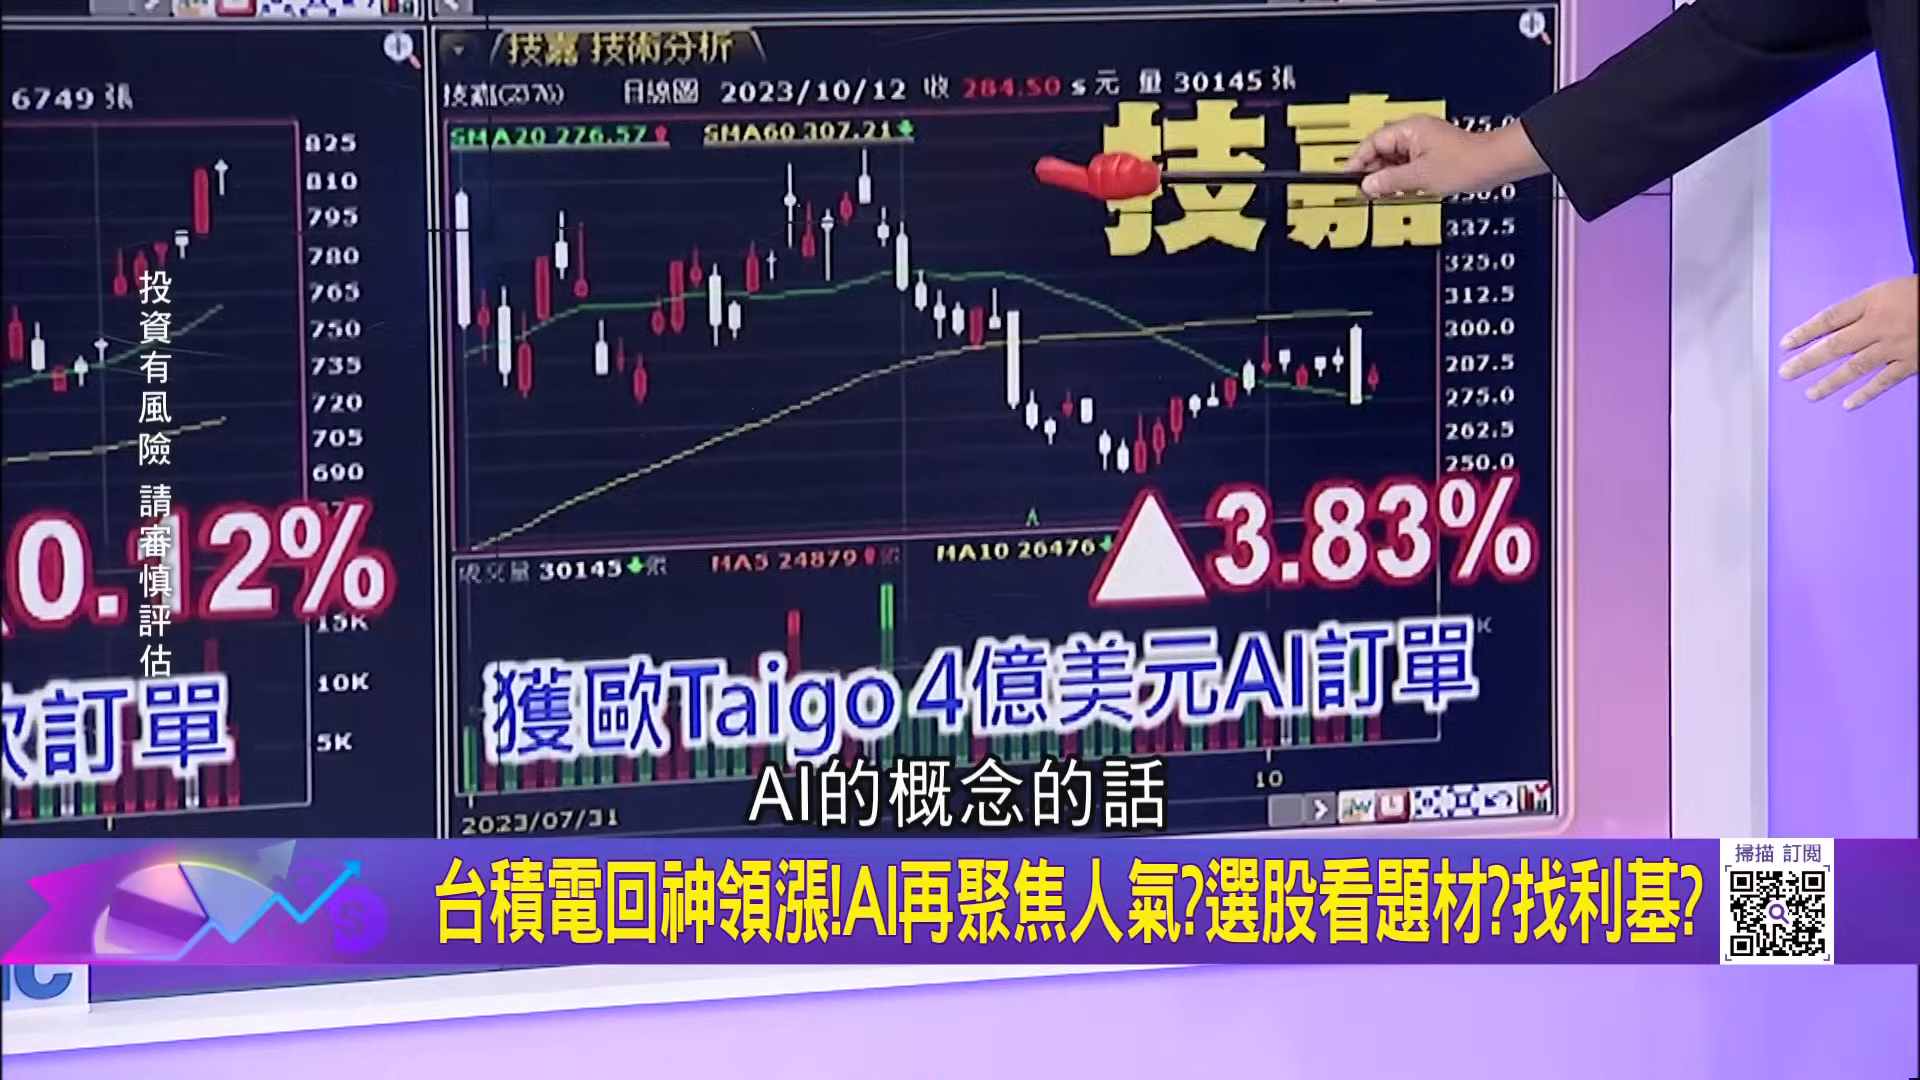 6749 張
825
810
795
780
765
750
735
720
705
690
15K
10K
5K
0.12%
訂單
投資有風險 請審慎評估
技嘉 技術分析
技嘉(2376) 日線圖 2023/10/12 收 284.50 s 元 量 30145 張
SMA20 276.57 SMA60 307.21
技嘉
337.5
325.0
312.5
300.0
287.5
275.0
262.5
250.0
▲3.83%
成交量 30145 MA5 24879 MA10 26476
獲歐Taigo 4億美元AI訂單
10
2023/07/31
AI的概念的話
台積電回神領漲!AI再聚焦人氣?選股看題材?找利基?
掃描 訂閱